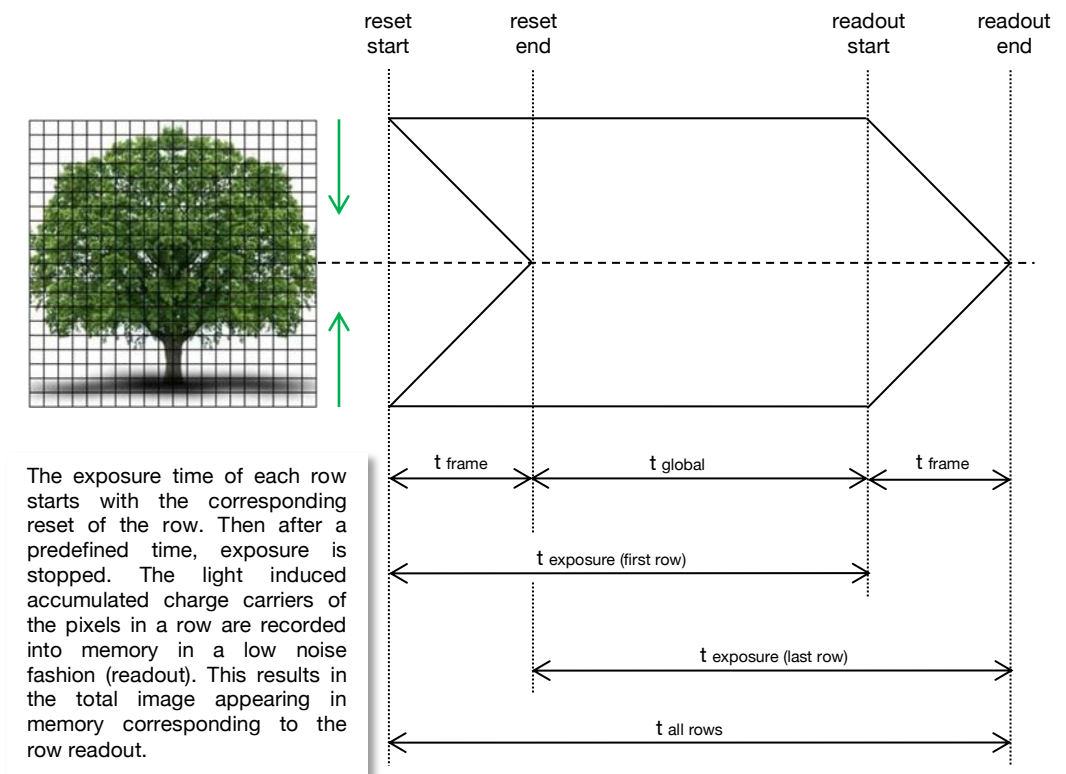 reset
start
reset
end
readout
start
readout
end
t frame
t global
t frame
t exposure (first row)
t exposure (last row)
t all rows
The exposure time of each row
starts with the corresponding
reset of the row. Then after a
predefined time, exposure is
stopped. The light induced
accumulated charge carriers of
the pixels in a row are recorded
into memory in a low noise
fashion (readout). This results in
the total image appearing in
memory corresponding to the
row readout.